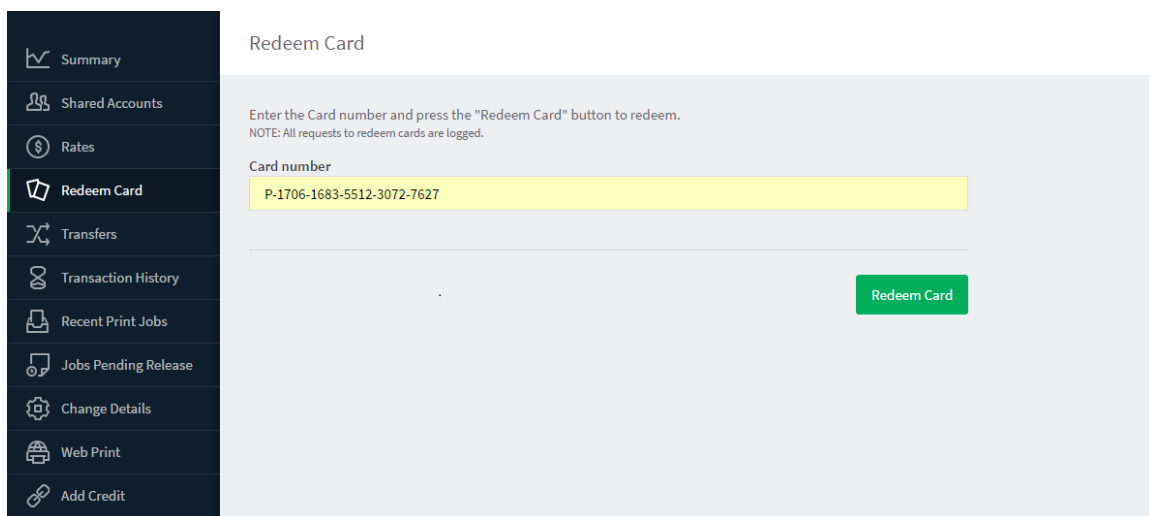 Summary
Shared Accounts
Rates
Redeem Card
Transfers
Transaction History
Recent Print Jobs
Jobs Pending Release
Change Details
Web Print
Add Credit
Redeem Card
Enter the Card number and press the "Redeem Card" button to redeem.
NOTE: All requests to redeem cards are logged.
Card number
P-1706-1683-5512-3072-7627
Redeem Card